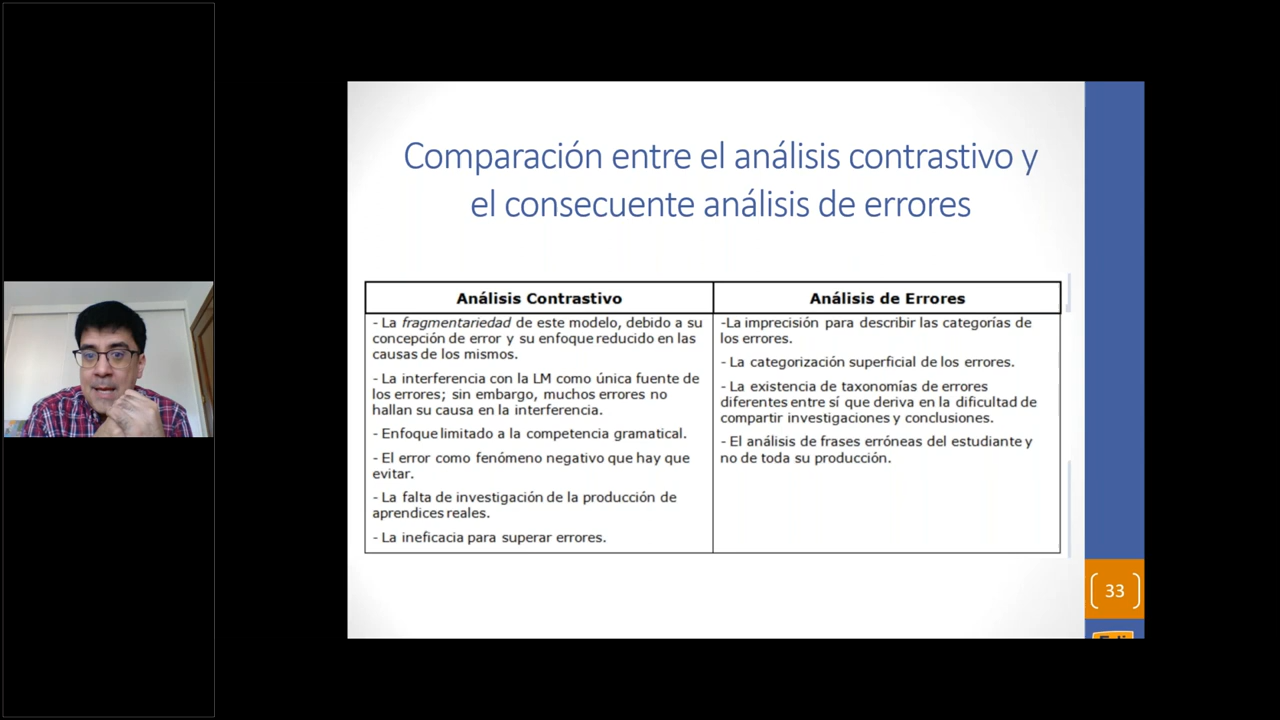 Comparación entre el análisis contrastivo y
el consecuente análisis de errores
Análisis Contrastivo
- La fragmentariedad de este modelo, debido a su
concepción de error y su enfoque reducido en las
causas de los mismos.
- La interferencia con la LM como única fuente de
los errores; sin embargo, muchos errores no
hallan su causa en la interferencia.
- Enfoque limitado a la competencia gramatical.
- El error como fenómeno negativo que hay que
evitar.
- La falta de investigación de la producción de
aprendices reales.
- La ineficacia para superar errores.
Análisis de Errores
-La imprecisión para describir las categorías de
los errores.
- La categorización superficial de los errores.
- La existencia de taxonomías de errores
diferentes entre sí que deriva en la dificultad de
compartir investigaciones y conclusiones.
- El análisis de frases erróneas del estudiante y
no de toda su producción.
33